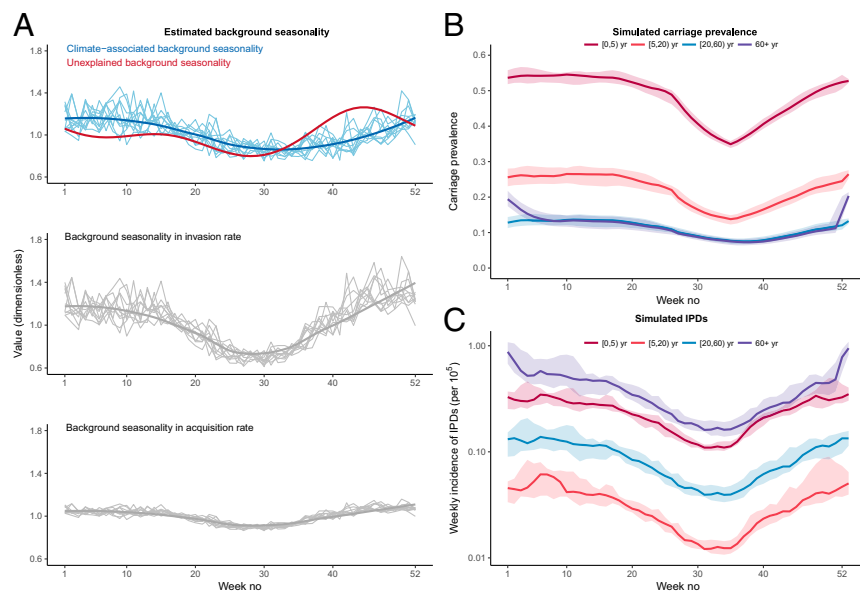 A
Estimated background seasonality
Climate−associated background seasonality
Unexplained background seasonality
1.8
1.4
1.0
0.6
1
10
20
30
40
52
Background seasonality in invasion rate
1.8
1.4
1.0
0.6
1
10
20
30
40
52
Background seasonality in acquisition rate
1.8
1.4
1.0
0.6
1
10
20
30
40
52
Value (dimensionless)
Week no
B
Simulated carriage prevalence
[0,5) yr
[5,20) yr
[20,60) yr
60+ yr
0.6
0.5
0.4
0.3
0.2
0.1
0.0
Carriage prevalence
1
10
20
30
40
52
Week no
C
Simulated IPDs
[0,5) yr
[5,20) yr
[20,60) yr
60+ yr
1.00
0.10
0.01
Weekly incidence of IPDs (per 10⁵)
1
10
20
30
40
52
Week no